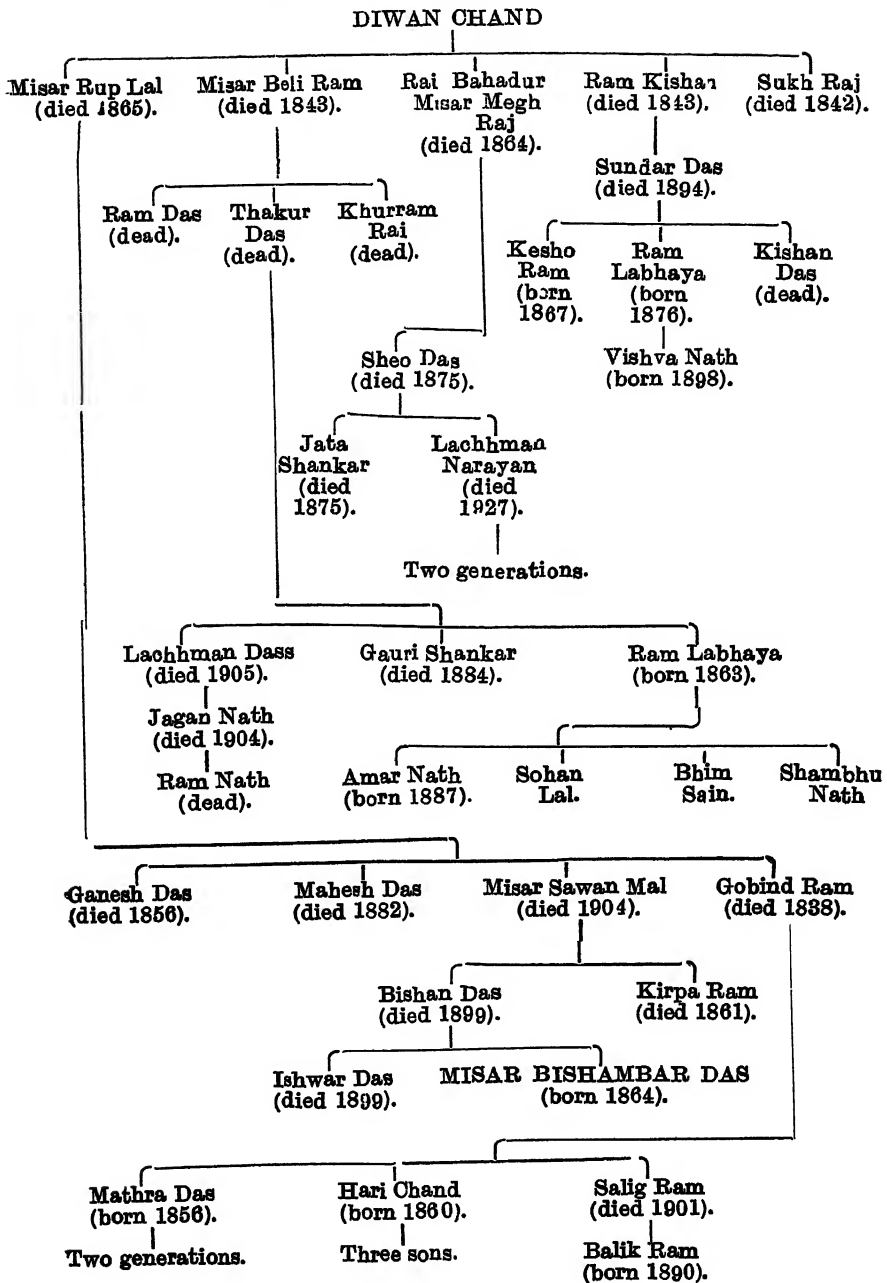 DIWAN CHAND
Misar Rup Lal
(died 1865).
Misar Beli Ram
(died 1843).
Rai Bahadur
Misar Megh
Raj
(died 1864).
Ram Kishan
(died 1843).
Sukh Raj
(died 1842).
Sundar Das
(died 1894).
Ram Das
(dead).
Thakur
Das
(dead).
Khurram
Rai
(dead).
Kesho
Ram
(born
1867).
Ram
Labhaya
(born
1876).
Kishan
Das
(dead).
Vishva Nath
(born 1898).
Sheo Das
(died 1875).
Jata
Shankar
(died
1875).
Lachhman
Narayan
(died
1927).
Two generations.
Lachhman Dass
(died 1905).
Gauri Shankar
(died 1884).
Ram Labhaya
(born 1863).
Jagan Nath
(died 1904).
Ram Nath
(dead).
Amar Nath
(born 1887).
Sohan
Lal.
Bhim
Sain.
Shambhu
Nath
Ganesh Das
(died 1856).
Mahesh Das
(died 1882).
Misar Sawan Mal
(died 1904).
Gobind Ram
(died 1838).
Bishan Das
(died 1899).
Kirpa Ram
(died 1861).
Ishwar Das
(died 1899).
MISAR BISHAMBAR DAS
(born 1864).
Mathra Das
(born 1856).
Hari Chand
(born 1860).
Salig Ram
(died 1901).
Two generations.
Three sons.
Balik Ram
(born 1890).